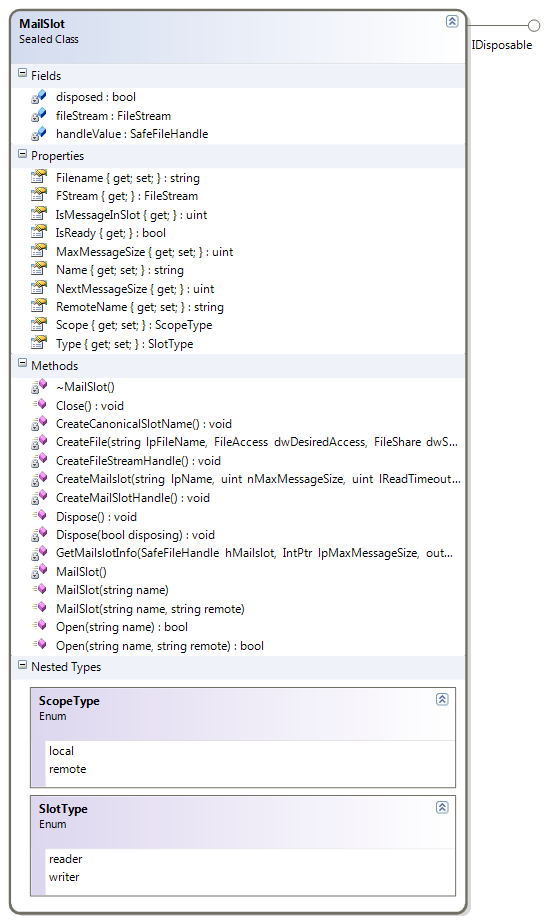 MailSlot
Sealed Class
IDisposable
Fields
disposed : bool
fileStream : FileStream
handleValue : SafeFileHandle
Properties
Filename { get; set; } : string
FStream { get; } : FileStream
IsMessageInSlot { get; } : uint
IsReady { get; } : bool
MaxMessageSize { get; set; } : uint
Name { get; set; } : string
NextMessageSize { get; } : uint
RemoteName { get; set; } : string
Scope { get; set; } : ScopeType
Type { get; set; } : SlotType
Methods
~MailSlot()
Close() : void
CreateCanonicalSlotName() : void
CreateFile(string lpFileName, FileAccess dwDesiredAccess, FileShare dwS...
CreateFileStreamHandle() : void
CreateMailslot(string lpName, uint nMaxMessageSize, uint lReadTimeout...
CreateMailSlotHandle() : void
Dispose() : void
Dispose(bool disposing) : void
GetMailslotInfo(SafeFileHandle hMailslot, IntPtr lpMaxMessageSize, out...
MailSlot()
MailSlot(string name)
MailSlot(string name, string remote)
Open(string name) : bool
Open(string name, string remote) : bool
Nested Types
ScopeType
Enum
local
remote
SlotType
Enum
reader
writer